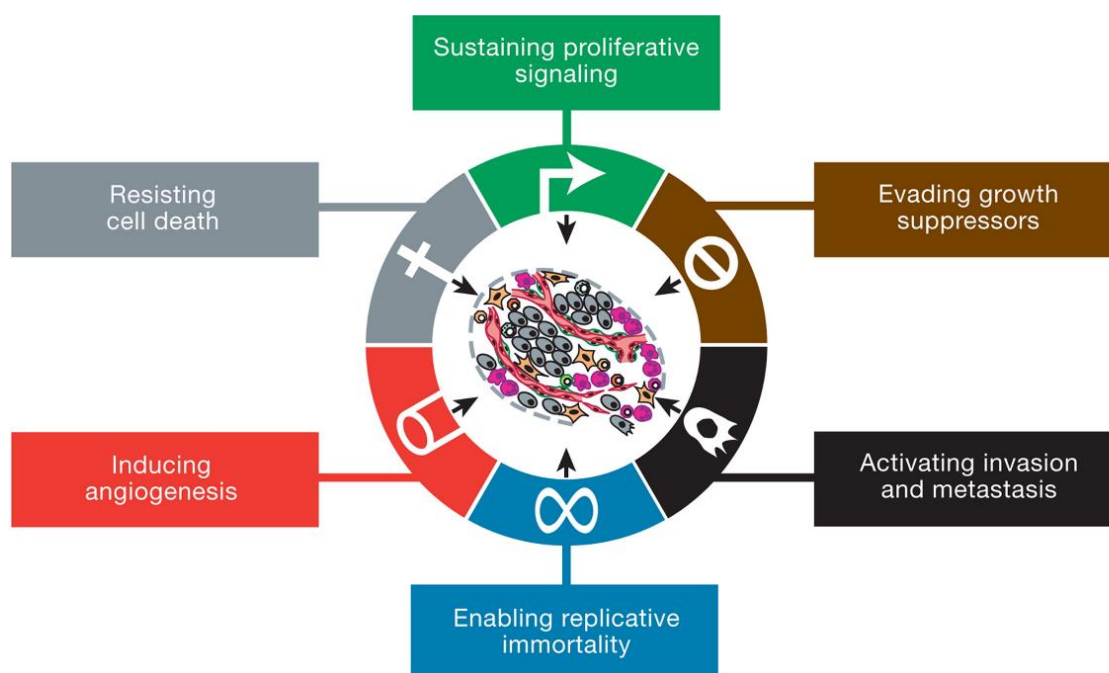 Sustaining proliferative
signaling
Resisting
cell death
Evading growth
suppressors
Inducing
angiogenesis
Activating invasion
and metastasis
Enabling replicative
immortality